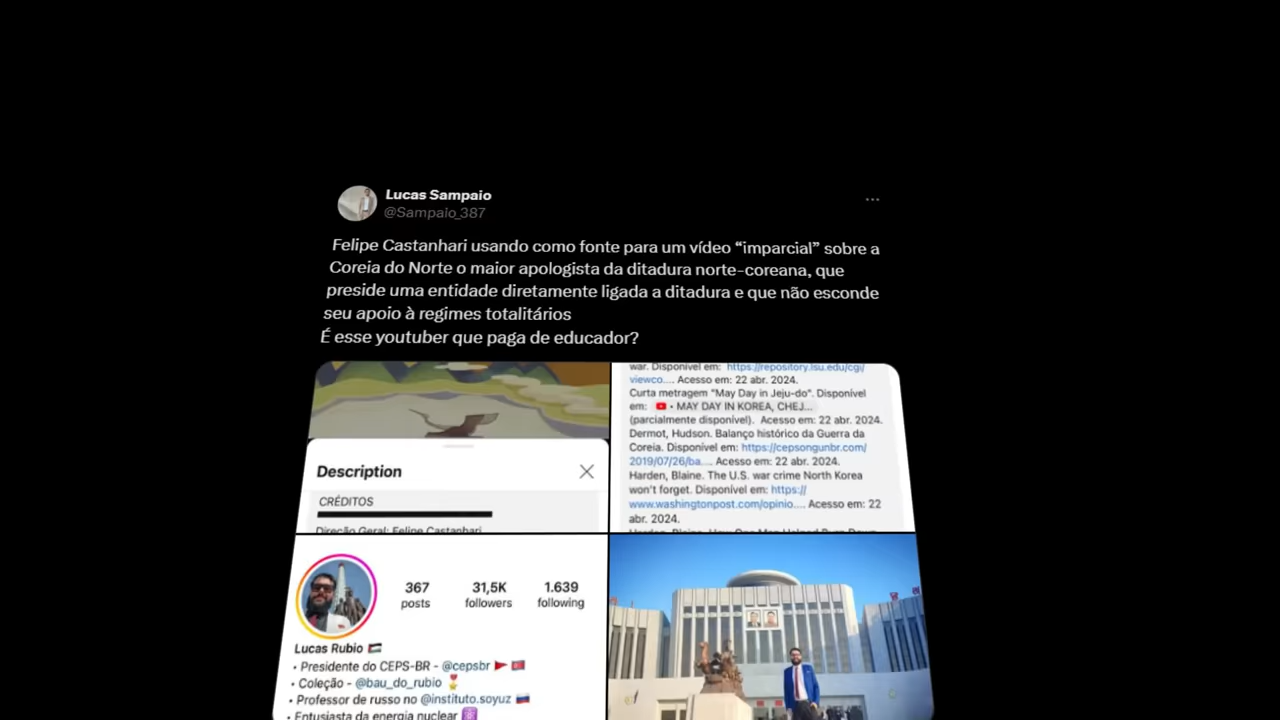 Lucas Sampaio
@Sampaio_387
Felipe Castanhari usando como fonte para um vídeo “imparcial” sobre a
Coreia do Norte o maior apologista da ditadura norte-coreana, que
preside uma entidade diretamente ligada a ditadura e que não esconde
seu apoio à regimes totalitários
É esse youtuber que paga de educador?
Description
CRÉDITOS
Direção Geral: Felipe Castanhari
war. Disponível em: https://repository.lsu.edu/cgi/
viewco.... Acesso em: 22 abr. 2024.
Curta metragem "May Day in Jeju-do". Disponível
em: • MAY DAY IN KOREA, CHEJ...
(parcialmente disponível). Acesso em: 22 abr. 2024.
Dermot, Hudson. Balanço histórico da Guerra da
Coreia. Disponível em: https://cepsongunbr.com/
2019/07/26/ba.... Acesso em: 22 abr. 2024.
Harden, Blaine. The U.S. war crime North Korea
won't forget. Disponível em: https://
www.washingtonpost.com/opinio.... Acesso em: 22
abr. 2024.
367 31,5K 1.639
posts followers following
Lucas Rubio
• Presidente do CEPS-BR - @cepsbr
• Coleção - @bau_do_rubio
• Professor de russo no @instituto.soyuz
• Entusiasta da energia nuclear